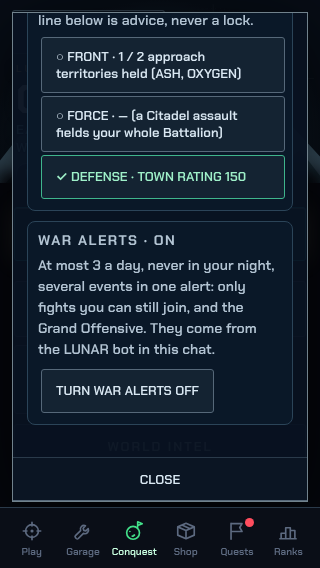 line below is advice, never a lock.
○ FRONT · 1 / 2 approach
territories held (ASH, OXYGEN)
○ FORCE · — (a Citadel assault
fields your whole Battalion)
✓ DEFENSE · TOWN RATING 150
WAR ALERTS · ON
At most 3 a day, never in your night,
several events in one alert: only
fights you can still join, and the
Grand Offensive. They come from
the LUNAR bot in this chat.
TURN WAR ALERTS OFF
WORLD INTEL
CLOSE
Play Garage Conquest Shop Quests Ranks